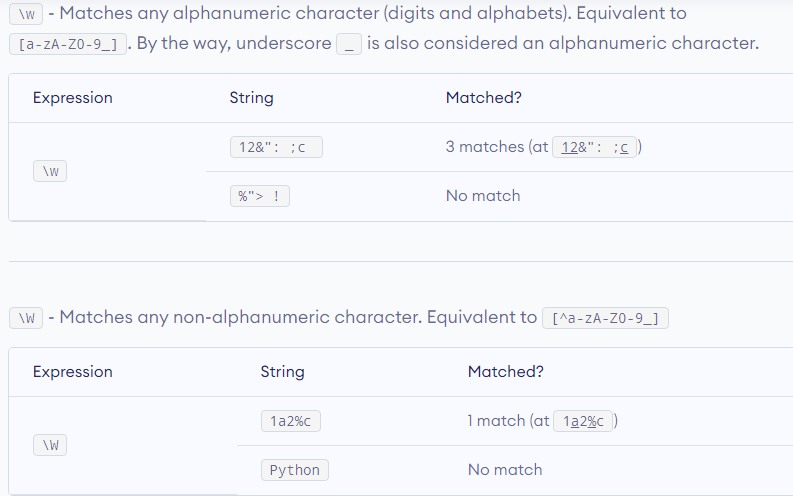 \w - Matches any alphanumeric character (digits and alphabets). Equivalent to
[a-zA-Z0-9_]. By the way, underscore _ is also considered an alphanumeric character.
Expression String Matched?
\w
12&": ;c 3 matches (at 12&": ;c)
%"> ! No match
\W - Matches any non-alphanumeric character. Equivalent to [^a-zA-Z0-9_]
Expression String Matched?
\W
1a2%c 1 match (at 1a2%c)
Python No match